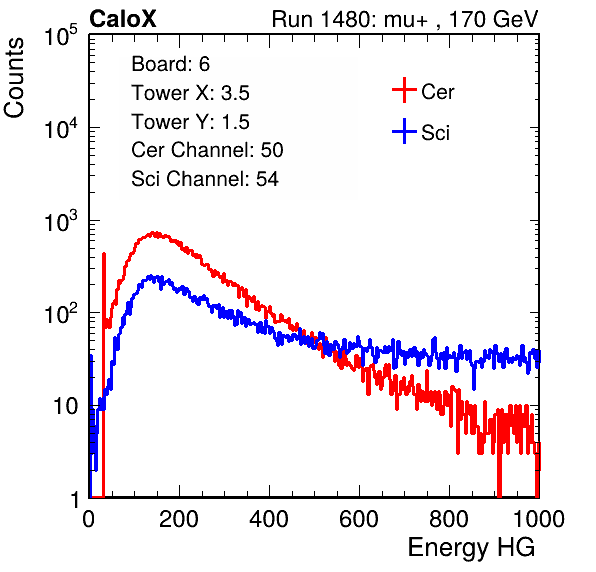 CaloX Run 1480: mu+ , 170 GeV
Board: 6
Tower X: 3.5
Tower Y: 1.5
Cer Channel: 50
Sci Channel: 54
Cer
Sci
Counts
10^5
10^4
10^3
10^2
10
1
0 200 400 600 800 1000
Energy HG